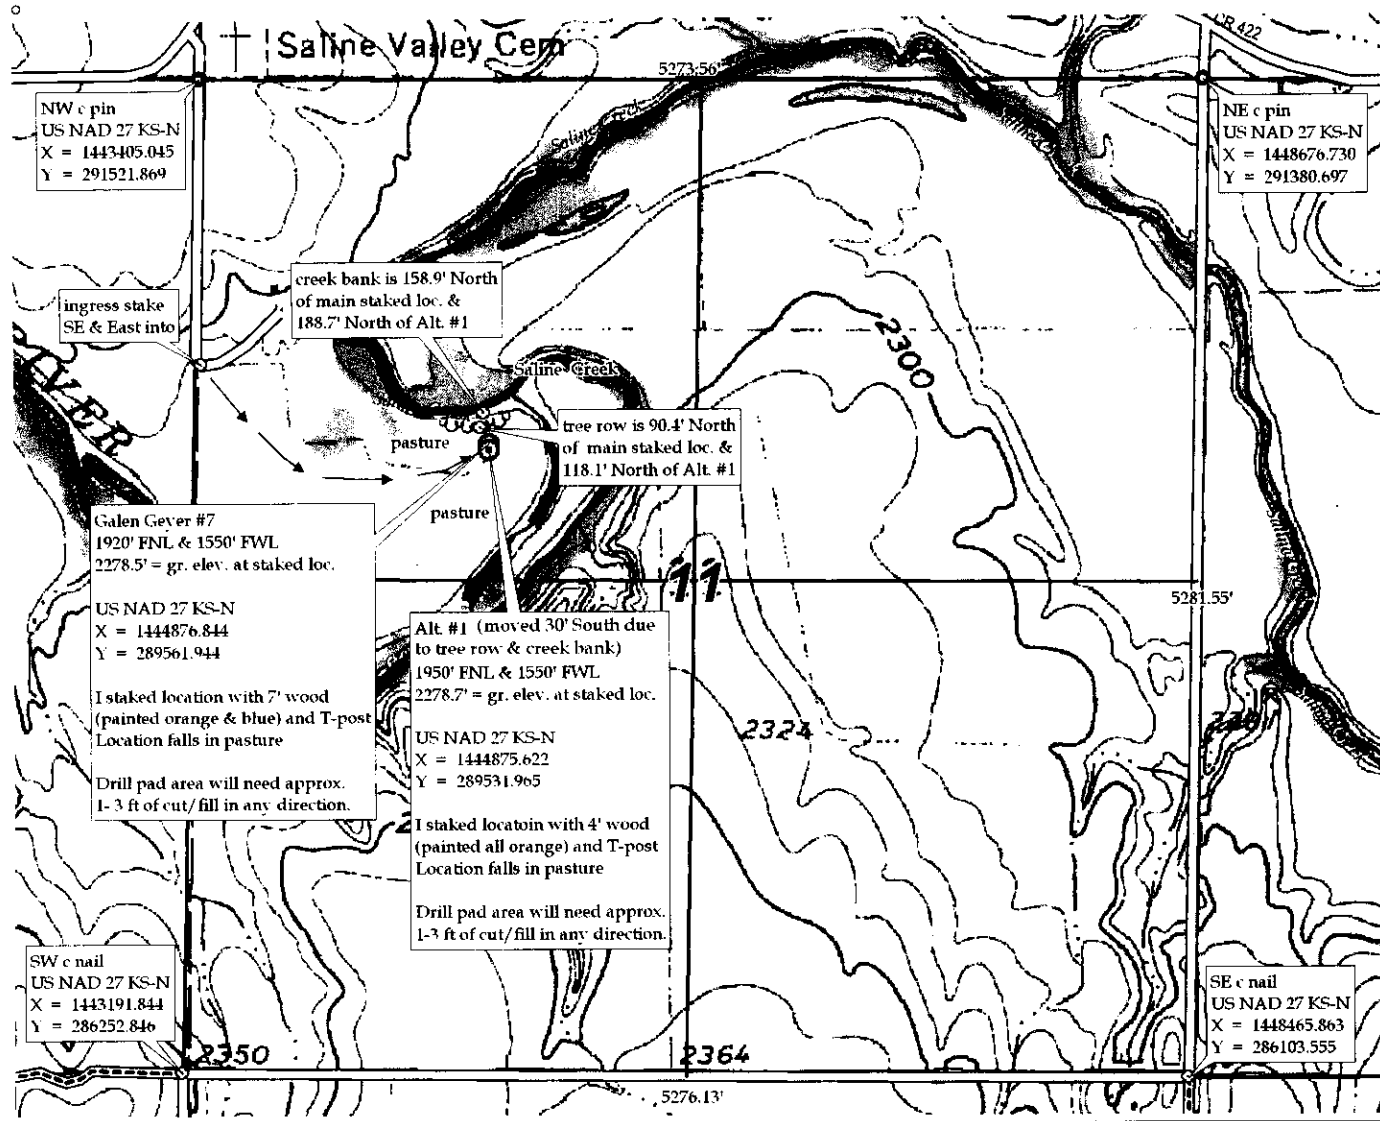 Saline Valley Cem
CR 422
5273.56'
NW c pin
US NAD 27 KS-N
X = 1443405.045
Y = 291521.869
NE c pin
US NAD 27 KS-N
X = 1448676.730
Y = 291380.697
Saline Creek
creek bank is 158.9' North
of main staked loc. &
188.7' North of Alt. #1
ingress stake
SE & East into
RIVER
2300
Saline Creek
pasture
tree row is 90.4' North
of main staked loc. &
118.1' North of Alt. #1
pasture
Galen Geyer #7
1920' FNL & 1550' FWL
2278.5' = gr. elev. at staked loc.
US NAD 27 KS-N
X = 1444876.844
Y = 289561.944
I staked location with 7' wood
(painted orange & blue) and T-post
Location falls in pasture
Drill pad area will need approx.
1- 3 ft of cut/fill in any direction.
11
5281.55'
Alt. #1 (moved 30' South due
to tree row & creek bank)
1950' FNL & 1550' FWL
2278.7' = gr. elev. at staked loc.
US NAD 27 KS-N
X = 1444875.622
Y = 289531.965
I staked locatoin with 4' wood
(painted all orange) and T-post
Location falls in pasture
Drill pad area will need approx.
1-3 ft of cut/fill in any direction.
2324
SW c nail
US NAD 27 KS-N
X = 1443191.844
Y = 286252.846
SE c nail
US NAD 27 KS-N
X = 1448465.863
Y = 286103.555
2350
2364
5276.13'